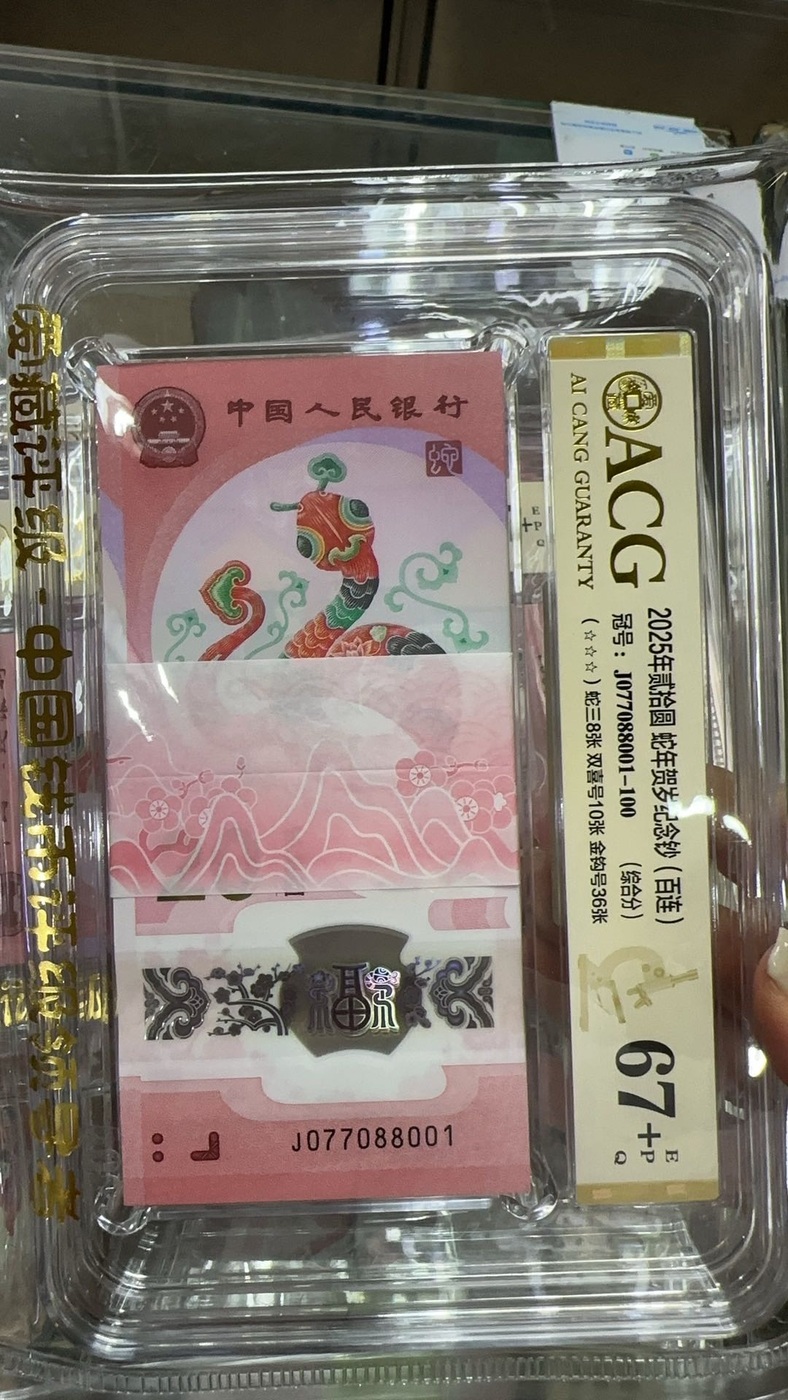 爱藏评级·中国钱币评级领导者
中国人民银行
福
J077088001
ACG
AI CANG GUARANTY
2025年贰拾圆 蛇年贺岁纪念钞（百连）
冠号：J077088001-100 （综合分）
（☆☆☆）蛇三8张 双喜号10张 金钩号36张
67+
E
P
Q
E
+P
Q